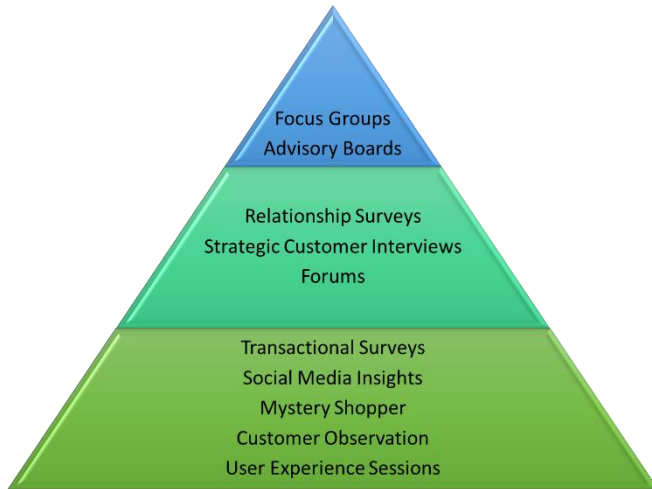 Focus Groups
Advisory Boards
Relationship Surveys
Strategic Customer Interviews
Forums
Transactional Surveys
Social Media Insights
Mystery Shopper
Customer Observation
User Experience Sessions